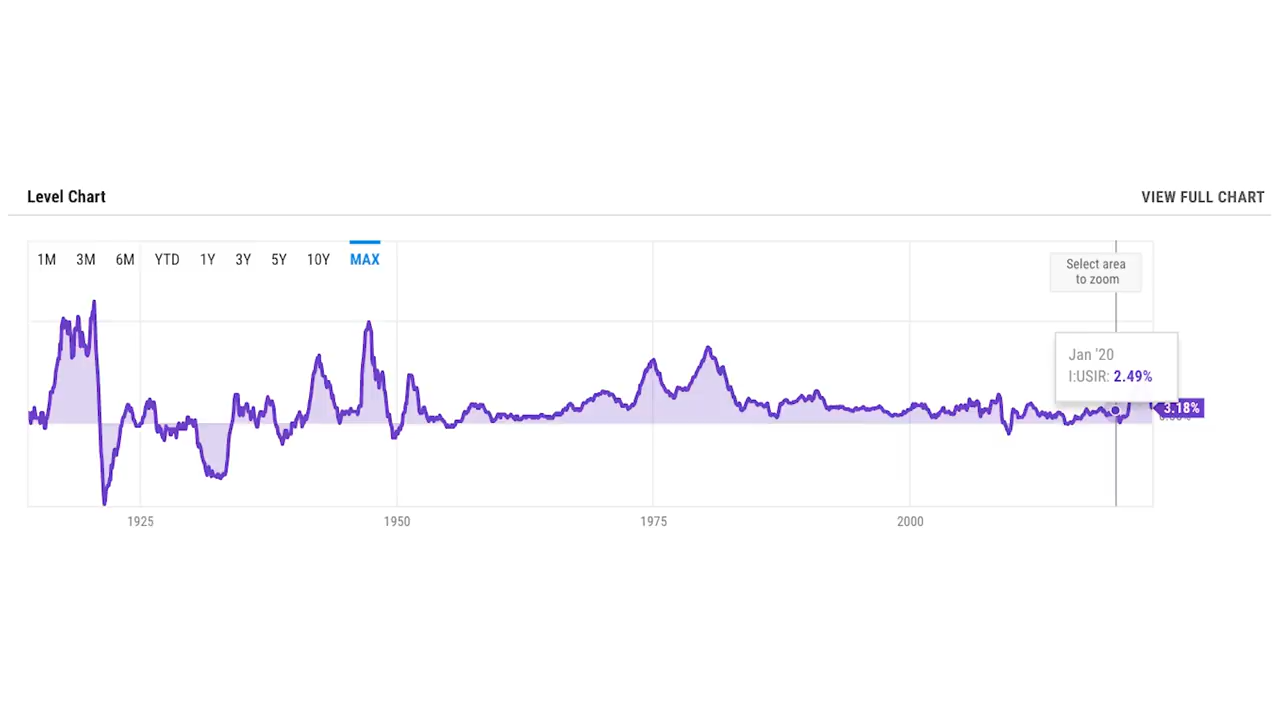 Level Chart
VIEW FULL CHART
1M 3M 6M YTD 1Y 3Y 5Y 10Y MAX
Select area
to zoom
Jan '20
I:USIR: 2.49%
3.18%
1925 1950 1975 2000